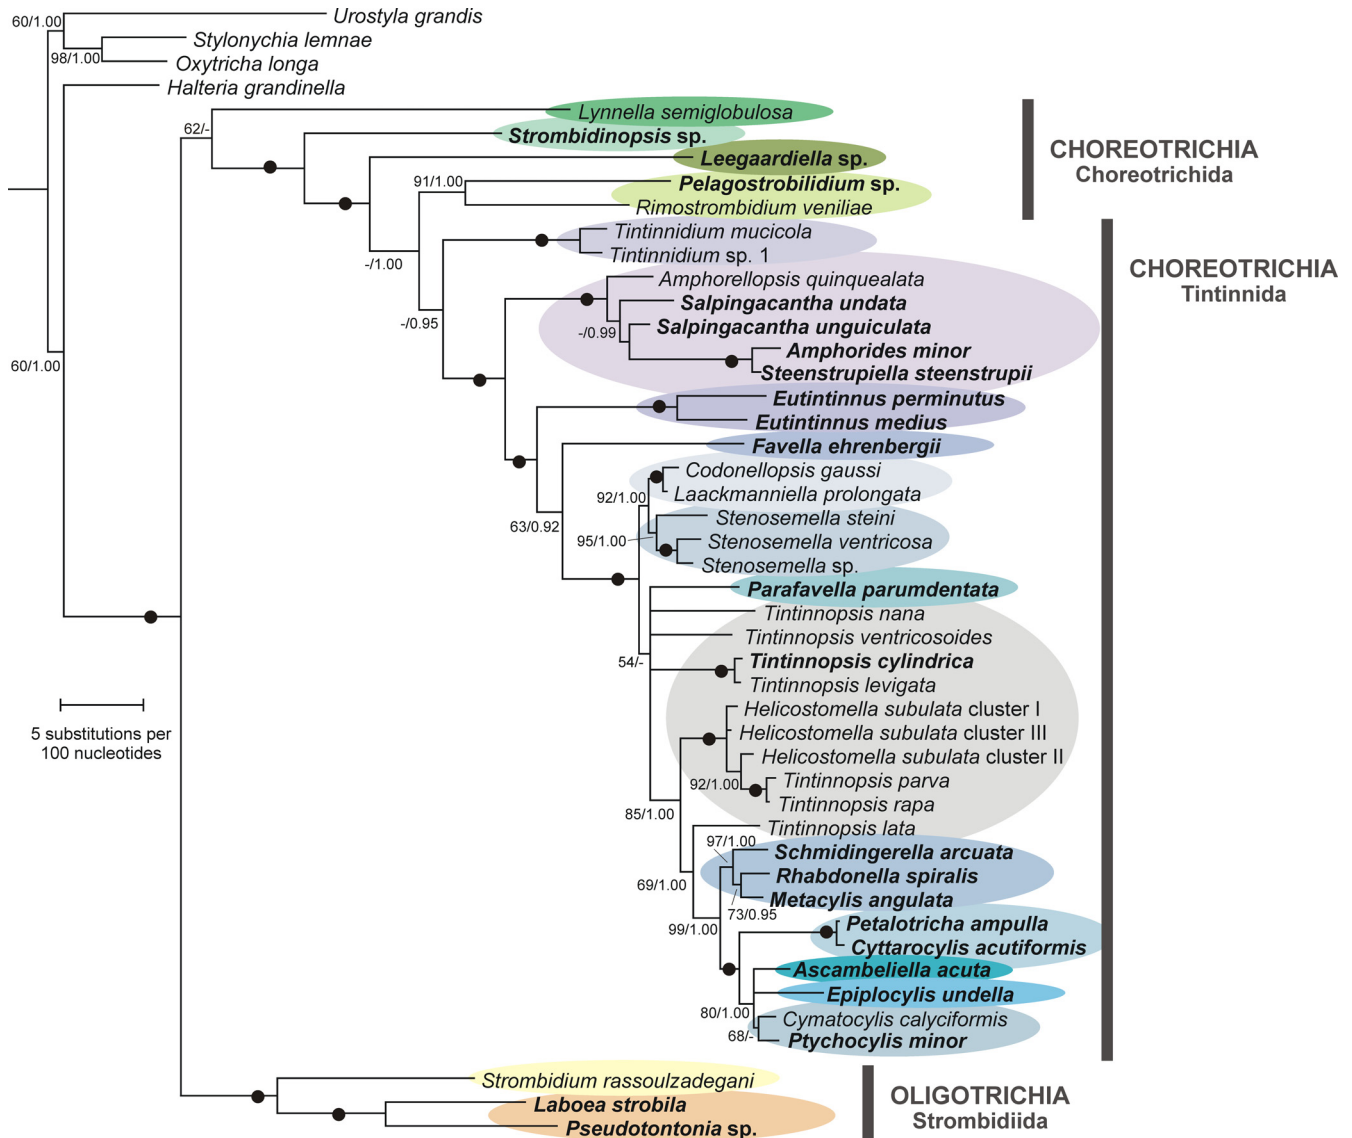 60/1.00
Urostyla grandis
Stylonychia lemnae
98/1.00
Oxytricha longa
Halteria grandinella
Lynnella semiglobulosa
62/-
Strombidinopsis sp.
CHOREOTRICHIA
Choreotrichida
Leegaardiella sp.
91/1.00
Pelagostrobilidium sp.
Rimostrombidium veniliae
Tintinnidium mucicola
Tintinnidium sp. 1
-/1.00
CHOREOTRICHIA
Tintinnida
Amphorellopsis quinquealata
Salpingacantha undata
-/0.95
-/0.99
Salpingacantha unguiculata
Amphorides minor
60/1.00
Steenstrupiella steenstrupii
Eutintinnus perminutus
Eutintinnus medius
Favella ehrenbergii
Codonellopsis gaussi
Laackmanniella prolongata
92/1.00
Stenosemella steini
63/0.92
95/1.00
Stenosemella ventricosa
Stenosemella sp.
Parafavella parumdentata
Tintinnopsis nana
Tintinnopsis ventricosoides
54/-
Tintinnopsis cylindrica
Tintinnopsis levigata
Helicostomella subulata cluster I
5 substitutions per
100 nucleotides
Helicostomella subulata cluster III
Helicostomella subulata cluster II
92/1.00
Tintinnopsis parva
Tintinnopsis rapa
85/1.00
Tintinnopsis lata
97/1.00
Schmidingerella arcuata
Rhabdonella spiralis
69/1.00
Metacylis angulata
73/0.95
99/1.00
Petalotricha ampulla
Cyttarocylis acutiformis
Ascambeliella acuta
Epiplocylis undella
80/1.00
Cymatocylis calyciformis
68/-
Ptychocylis minor
Strombidium rassoulzadegani
OLIGOTRICHIA
Strombidiida
Laboea strobila
Pseudotontonia sp.